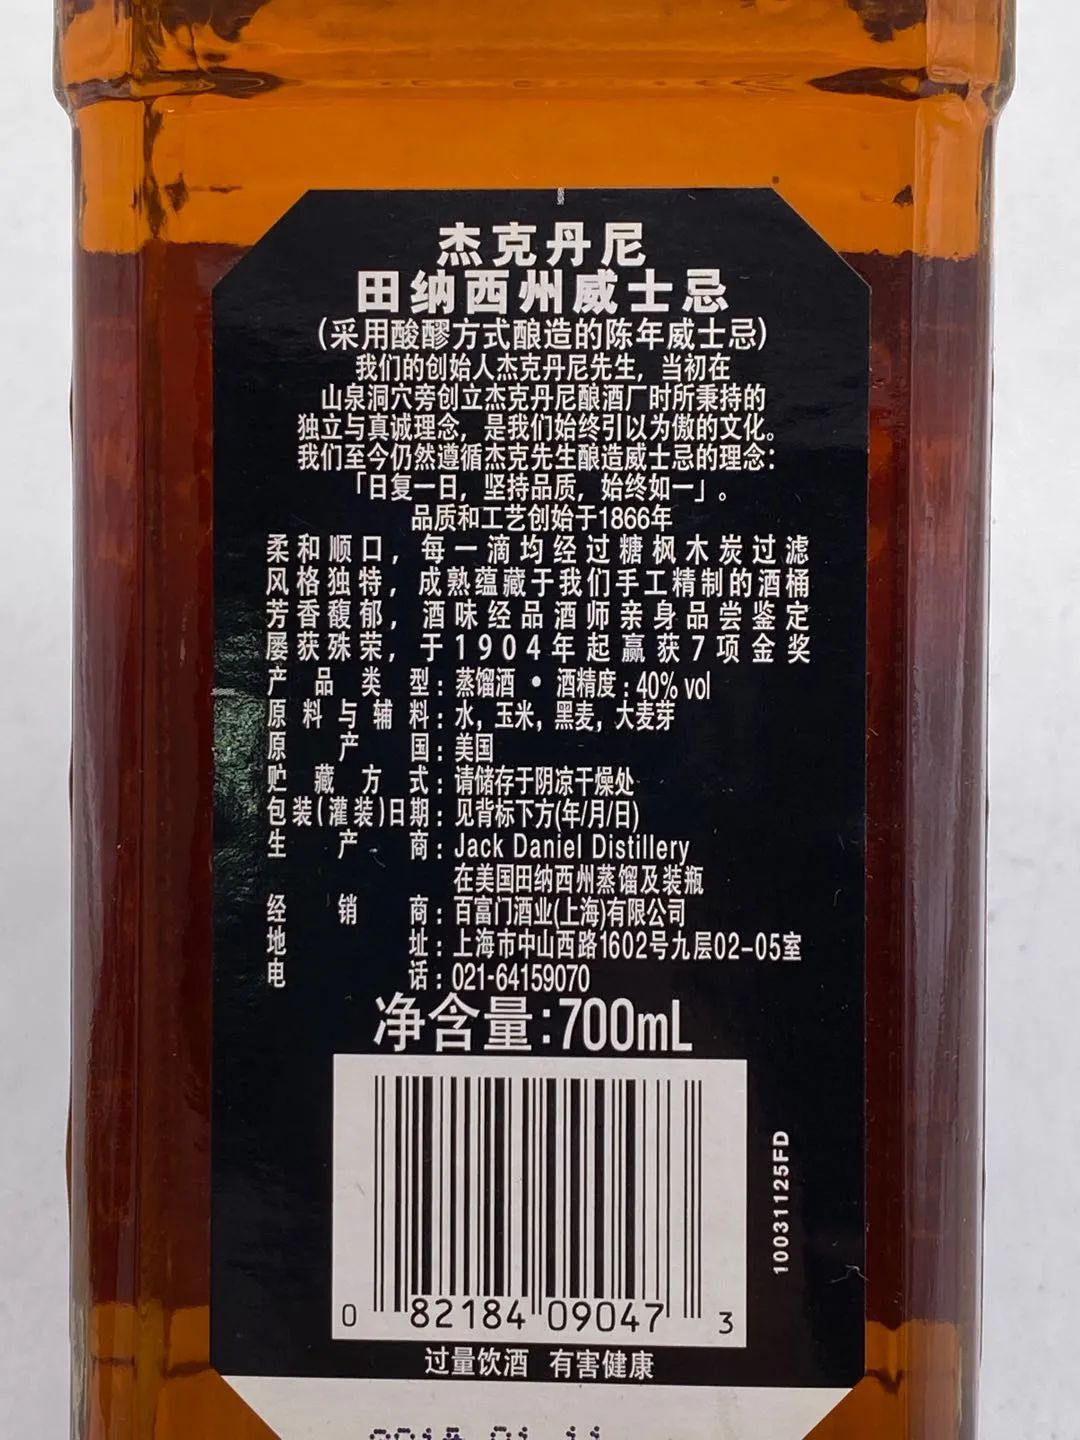 杰克丹尼
田纳西州威士忌
(采用酸醪方式酿造的陈年威士忌)
我们的创始人杰克丹尼先生，当初在
山泉洞穴旁创立杰克丹尼酿酒厂时所秉持的
独立与真诚理念，是我们始终引以为傲的文化。
我们至今仍然遵循杰克先生酿造威士忌的理念：
「日复一日，坚持品质，始终如一」。
品质和工艺创始于1866年
柔和顺口，每一滴均经过糖枫木炭过滤
风格独特，成熟蕴藏于我们手工精制的酒桶
芳香馥郁，酒味经品酒师亲身品尝鉴定
屡获殊荣，于1904年起赢获7项金奖
产品类型：蒸馏酒·酒精度：40% vol
原料与辅料：水，玉米，黑麦，大麦芽
原产国：美国
贮藏方式：请储存于阴凉干燥处
包装(灌装)日期：见背标下方(年/月/日)
生产商：Jack Daniel Distillery
在美国田纳西州蒸馏及装瓶
经销商：百富门酒业(上海)有限公司
地址：上海市中山西路1602号九层02-05室
电话：021-64159070
净含量:700mL
10031125FD
0 82184 09047 3
过量饮酒 有害健康